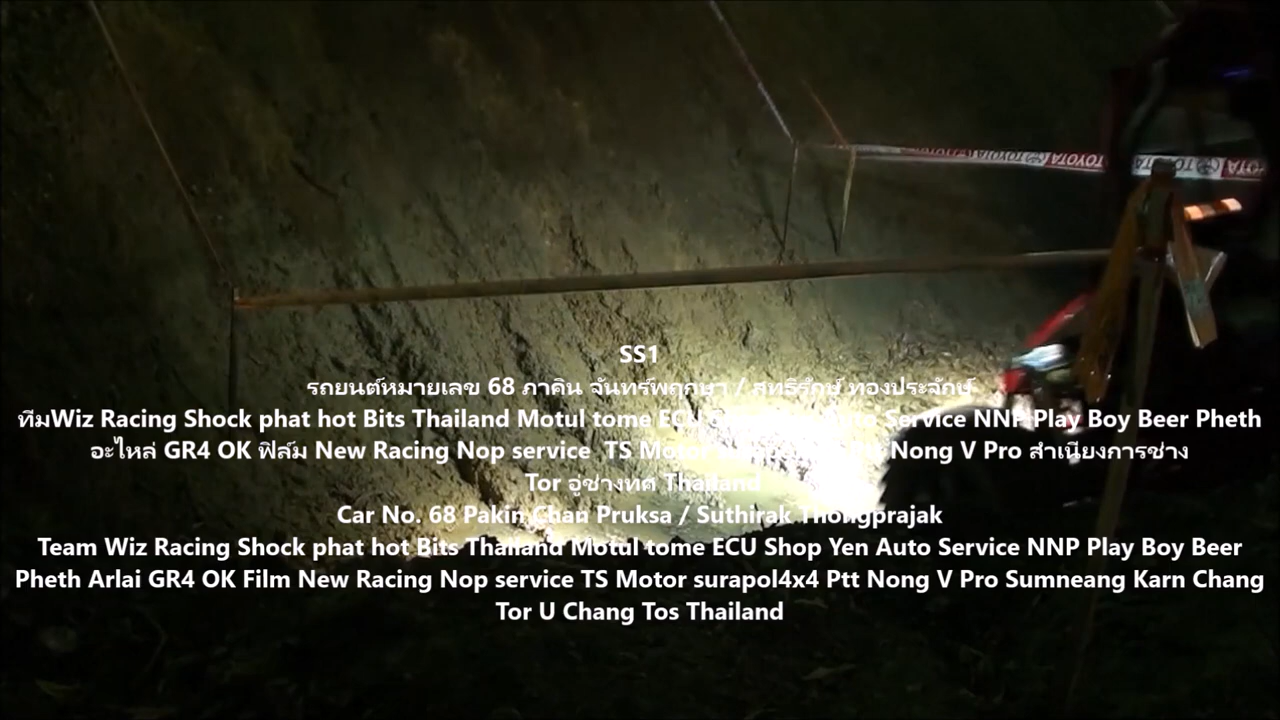 TOYOTA TOYOTA
SS1
รถยนต์หมายเลข 68 ภาคิน จันทร์พฤกษา / สุทธิรักษ์ ทองประจักษ์
ทีมWiz Racing Shock phat hot Bits Thailand Motul tome ECU Service NNP Play Boy Beer Pheth
อะไหล่ GR4 OK ฟิล์ม New Racing Nop service TS Motor Ptt Nong V Pro สำเนียงการช่าง
Tor อู่ช่างทศ Thailand
Car No. 68 Pakin Chan Pruksa / Suthirak Thongprajak
Team Wiz Racing Shock phat hot Bits Thailand Motul tome ECU Shop Yen Auto Service NNP Play Boy Beer
Pheth Arlai GR4 OK Film New Racing Nop service TS Motor surapol4x4 Ptt Nong V Pro Sumneang Karn Chang
Tor U Chang Tos Thailand